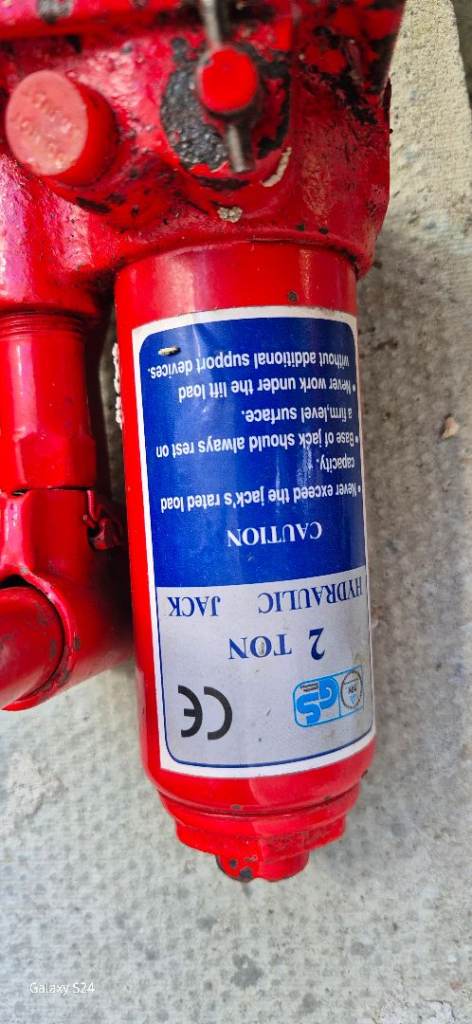 GS
CE
2 TON
HYDRAULIC JACK
CAUTION
• Never exceed the jack's rated load
capacity.
• Base of jack should always rest on
a firm,level surface.
• Never work under the lift load
without additional support devices.
Galaxy S24